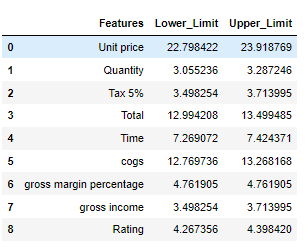 Features Lower_Limit Upper_Limit
0 Unit price 22.798422 23.918769
1 Quantity 3.055236 3.287246
2 Tax 5% 3.498254 3.713995
3 Total 12.994208 13.499485
4 Time 7.269072 7.424371
5 cogs 12.769736 13.268168
6 gross margin percentage 4.761905 4.761905
7 gross income 3.498254 3.713995
8 Rating 4.267356 4.398420